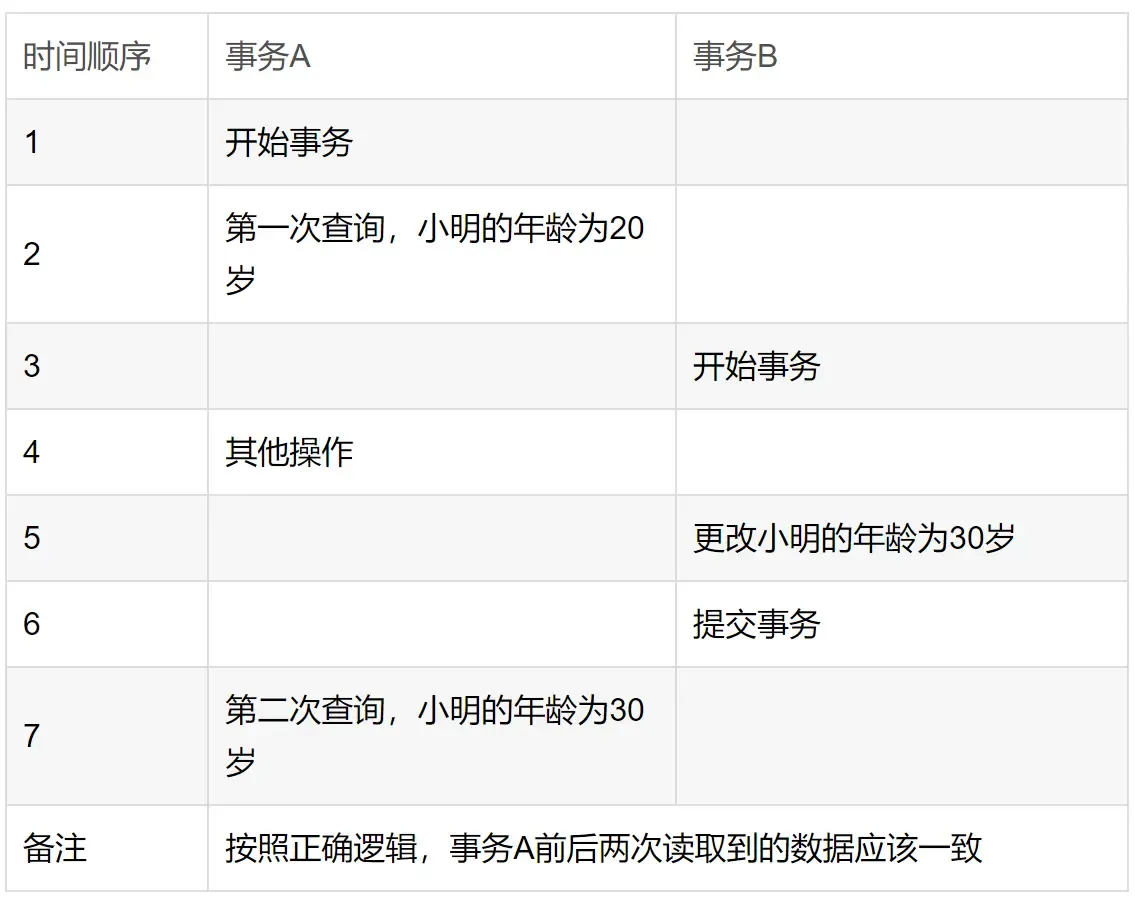 时间顺序 事务A 事务B
1 开始事务
2 第一次查询，小明的年龄为20
岁
3 开始事务
4 其他操作
5 更改小明的年龄为30岁
6 提交事务
7 第二次查询，小明的年龄为30
岁
备注 按照正确逻辑，事务A前后两次读取到的数据应该一致